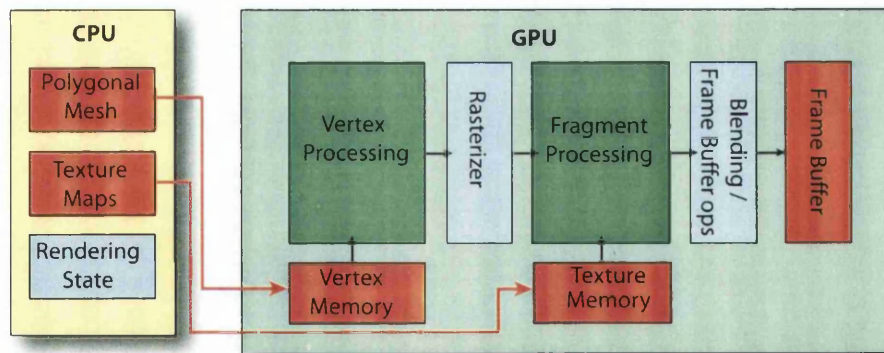 CPU
Polygonal
Mesh
Texture
Maps
Rendering
State
GPU
Vertex
Processing
Rasterizer
Fragment
Processing
Blending /
Frame Buffer ops
Frame Buffer
Vertex
Memory
Texture
Memory